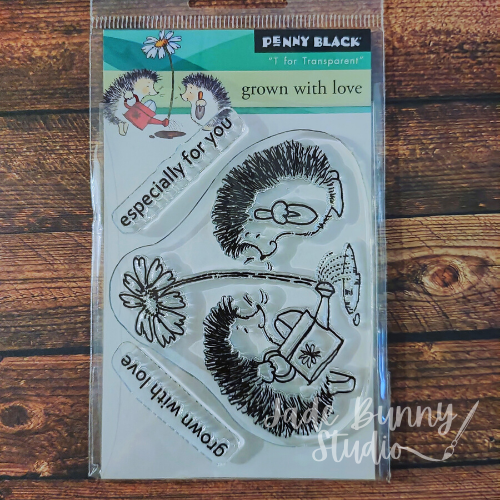 PENNY BLACK
"T for Transparent"
grown with love
especially for you
grown with love
Jade Bunny
Studio